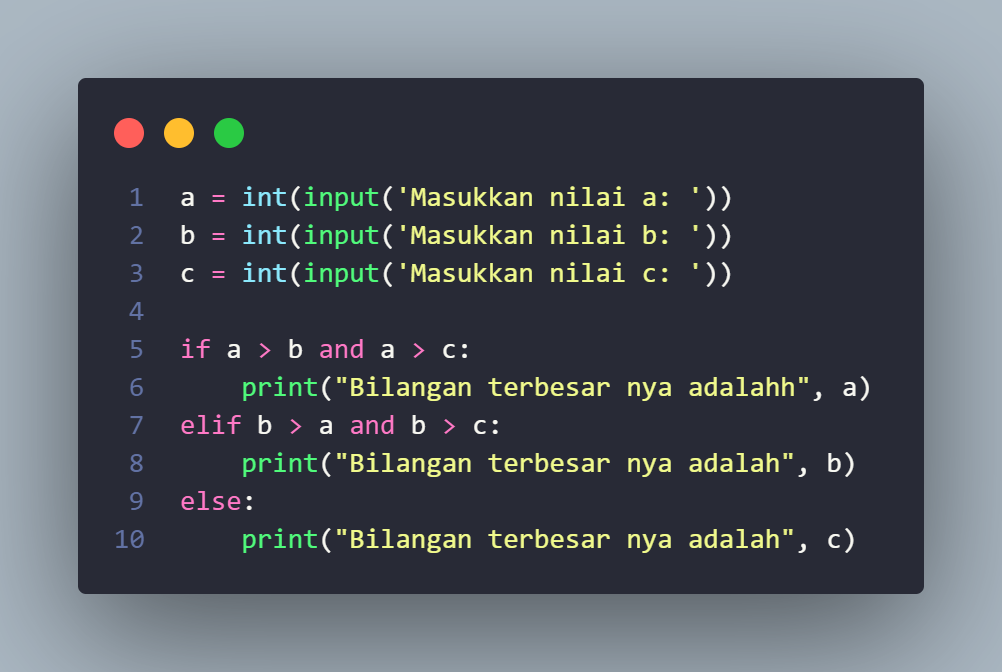 1 a = int(input('Masukkan nilai a: '))
2 b = int(input('Masukkan nilai b: '))
3 c = int(input('Masukkan nilai c: '))
4
5 if a > b and a > c:
6     print("Bilangan terbesar nya adalahh", a)
7 elif b > a and b > c:
8     print("Bilangan terbesar nya adalah", b)
9 else:
10     print("Bilangan terbesar nya adalah", c)